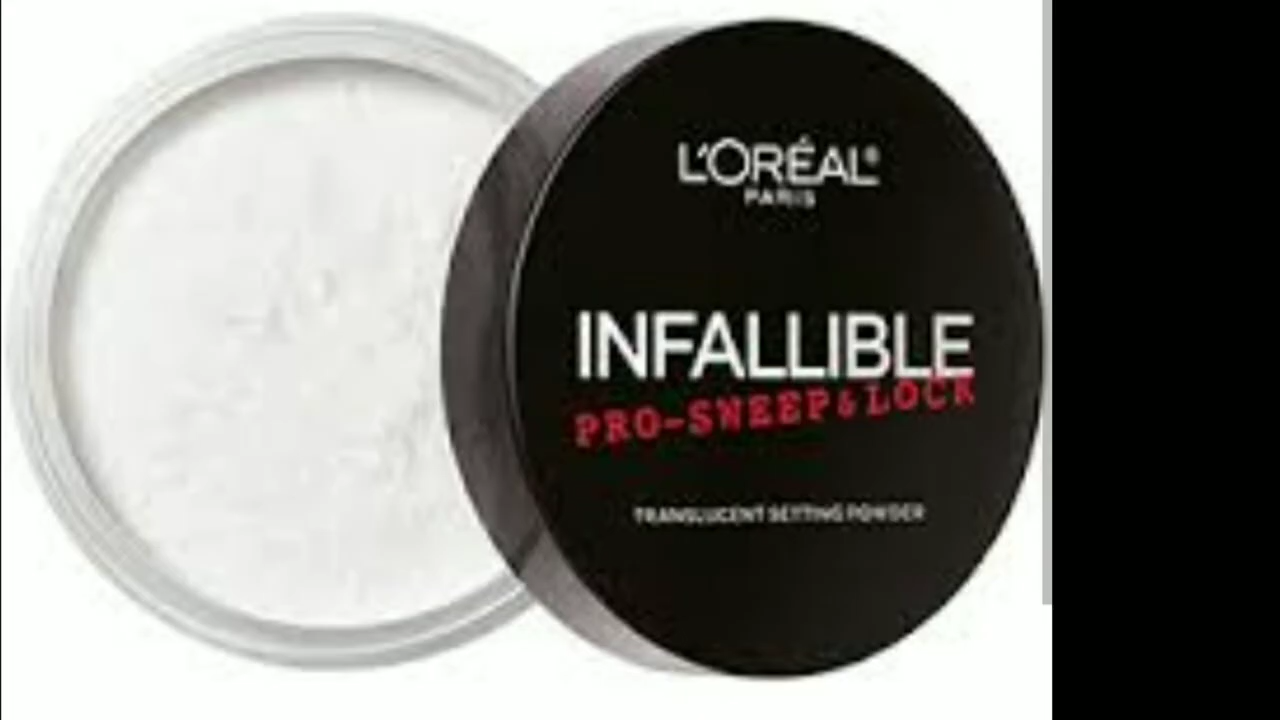 L'ORÉAL®
PARIS
INFALLIBLE
PRO-SWEEP&LOCK
TRANSLUCENT SETTING POWDER